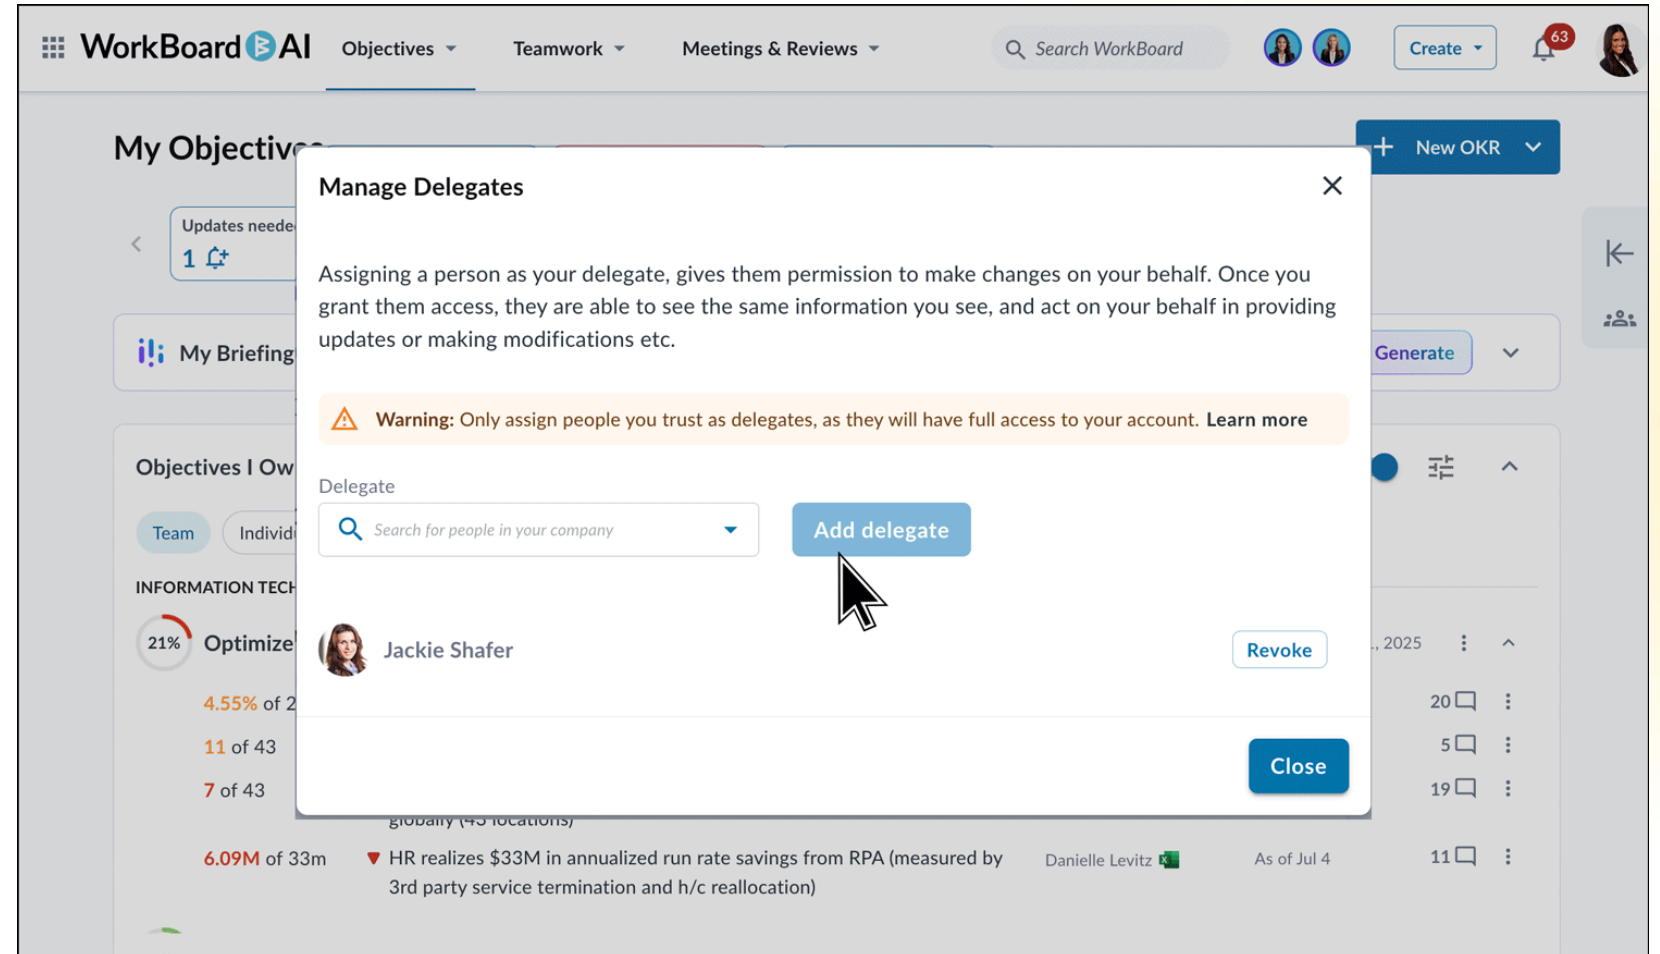 WorkBoard AI
Objectives
Teamwork
Meetings & Reviews
Search WorkBoard
Create
63
My Objectives
New OKR
Manage Delegates
Updates neede
1
Assigning a person as your delegate, gives them permission to make changes on your behalf. Once you
grant them access, they are able to see the same information you see, and act on your behalf in providing
updates or making modifications etc.
My Briefing
Generate
Warning: Only assign people you trust as delegates, as they will have full access to your account. Learn more
Objectives I Ow
Delegate
Search for people in your company
Add delegate
Team
Individ
INFORMATION TECH
21%
Optimize
Jackie Shafer
Revoke
, 2025
4.55% of 2
20
11 of 43
5
7 of 43
19
Close
globally (43 locations)
6.09M of 33m
HR realizes $33M in annualized run rate savings from RPA (measured by
3rd party service termination and h/c reallocation)
Danielle Levitz
As of Jul 4
11